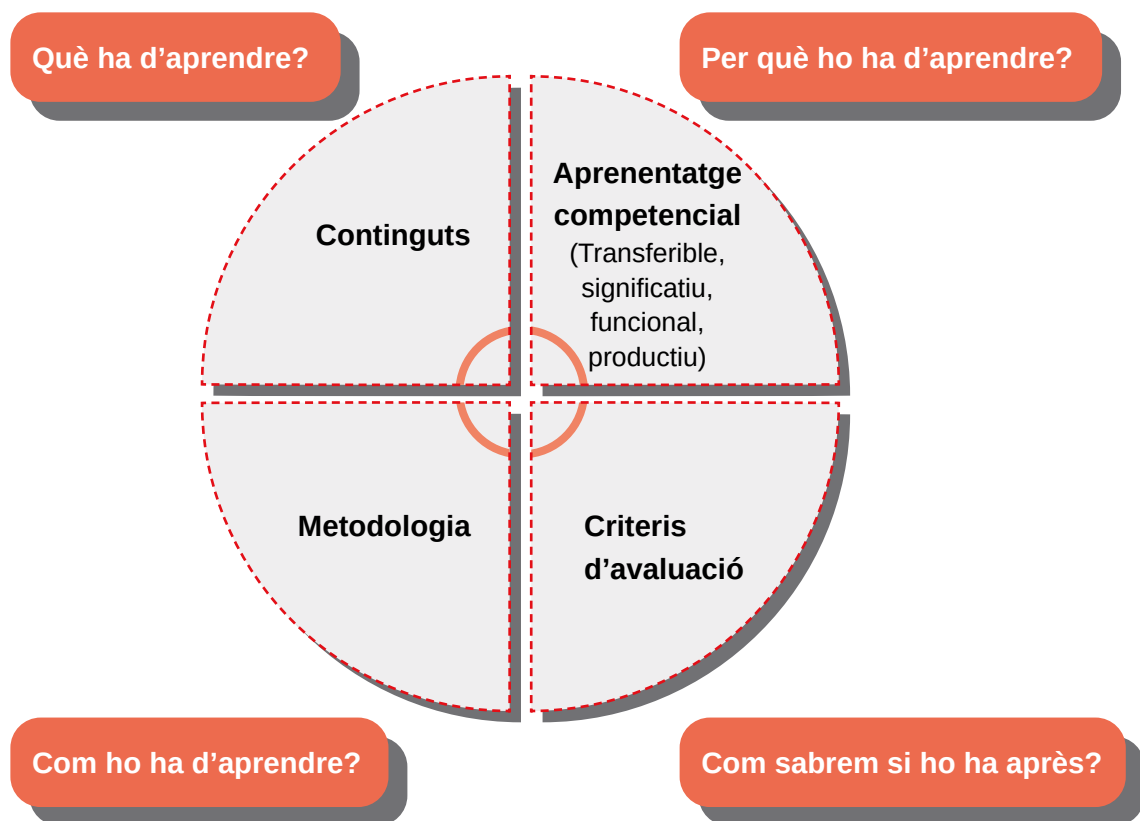 Què ha d’aprendre?
Per què ho ha d’aprendre?
Continguts
Aprenentatge
competencial
(Transferible,
significatiu,
funcional,
productiu)
Metodologia
Criteris
d’avaluació
Com ho ha d’aprendre?
Com sabrem si ho ha après?